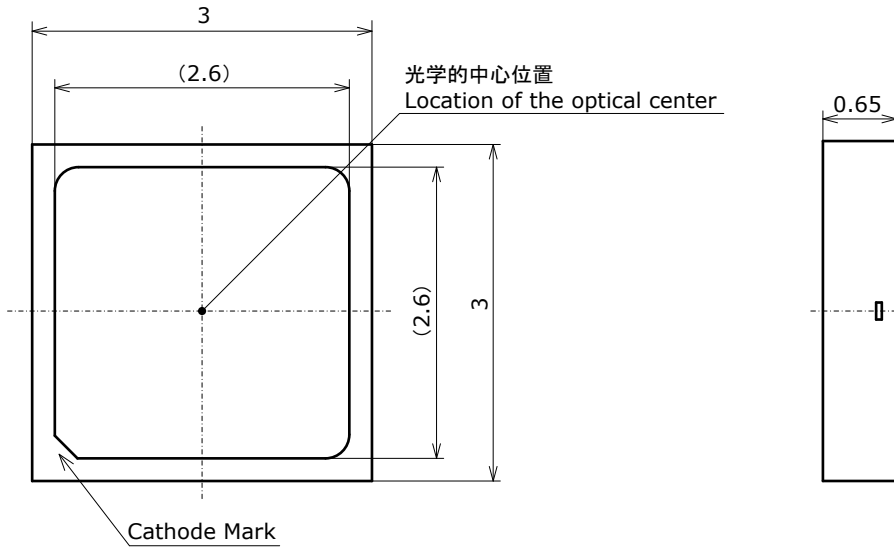 3
(2.6)
光学的中心位置
Location of the optical center
0.65
(2.6)
3
Cathode Mark